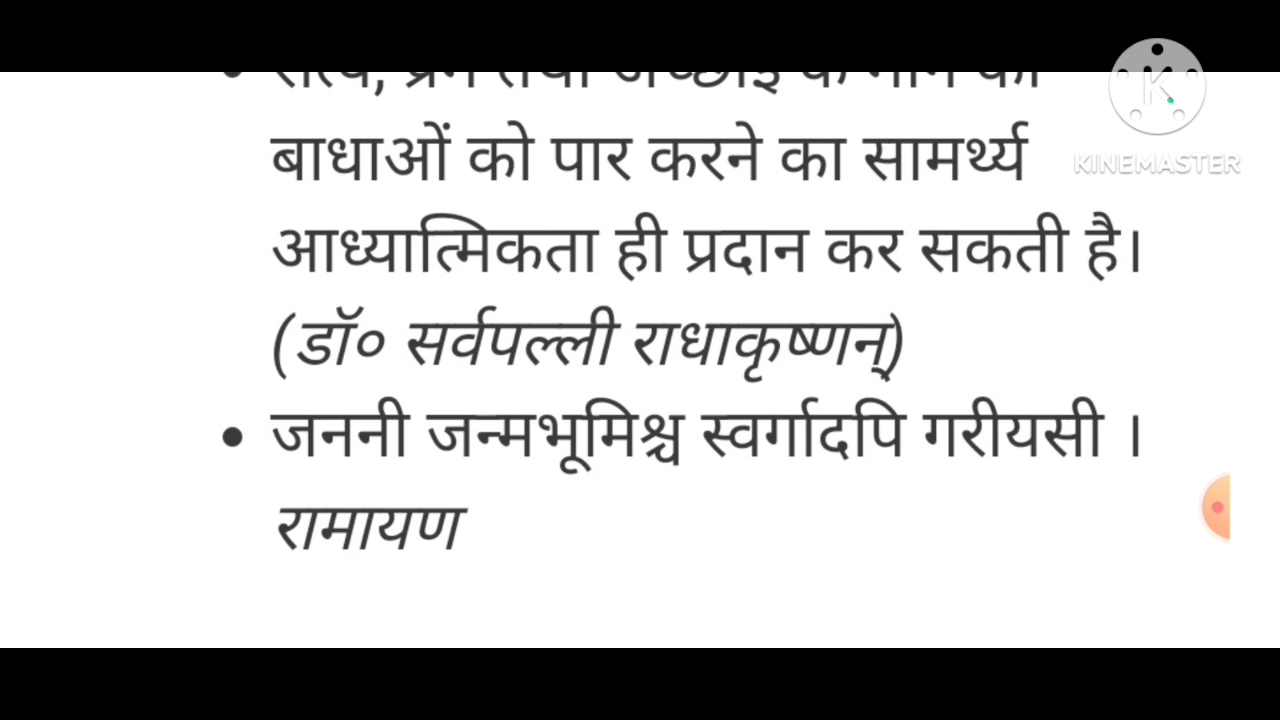 बाधाओं को पार करने का सामर्थ्य
आध्यात्मिकता ही प्रदान कर सकती है।
(डॉ० सर्वपल्ली राधाकृष्णन्)
• जननी जन्मभूमिश्च स्वर्गादपि गरीयसी ।
रामायण
KINEMASTER